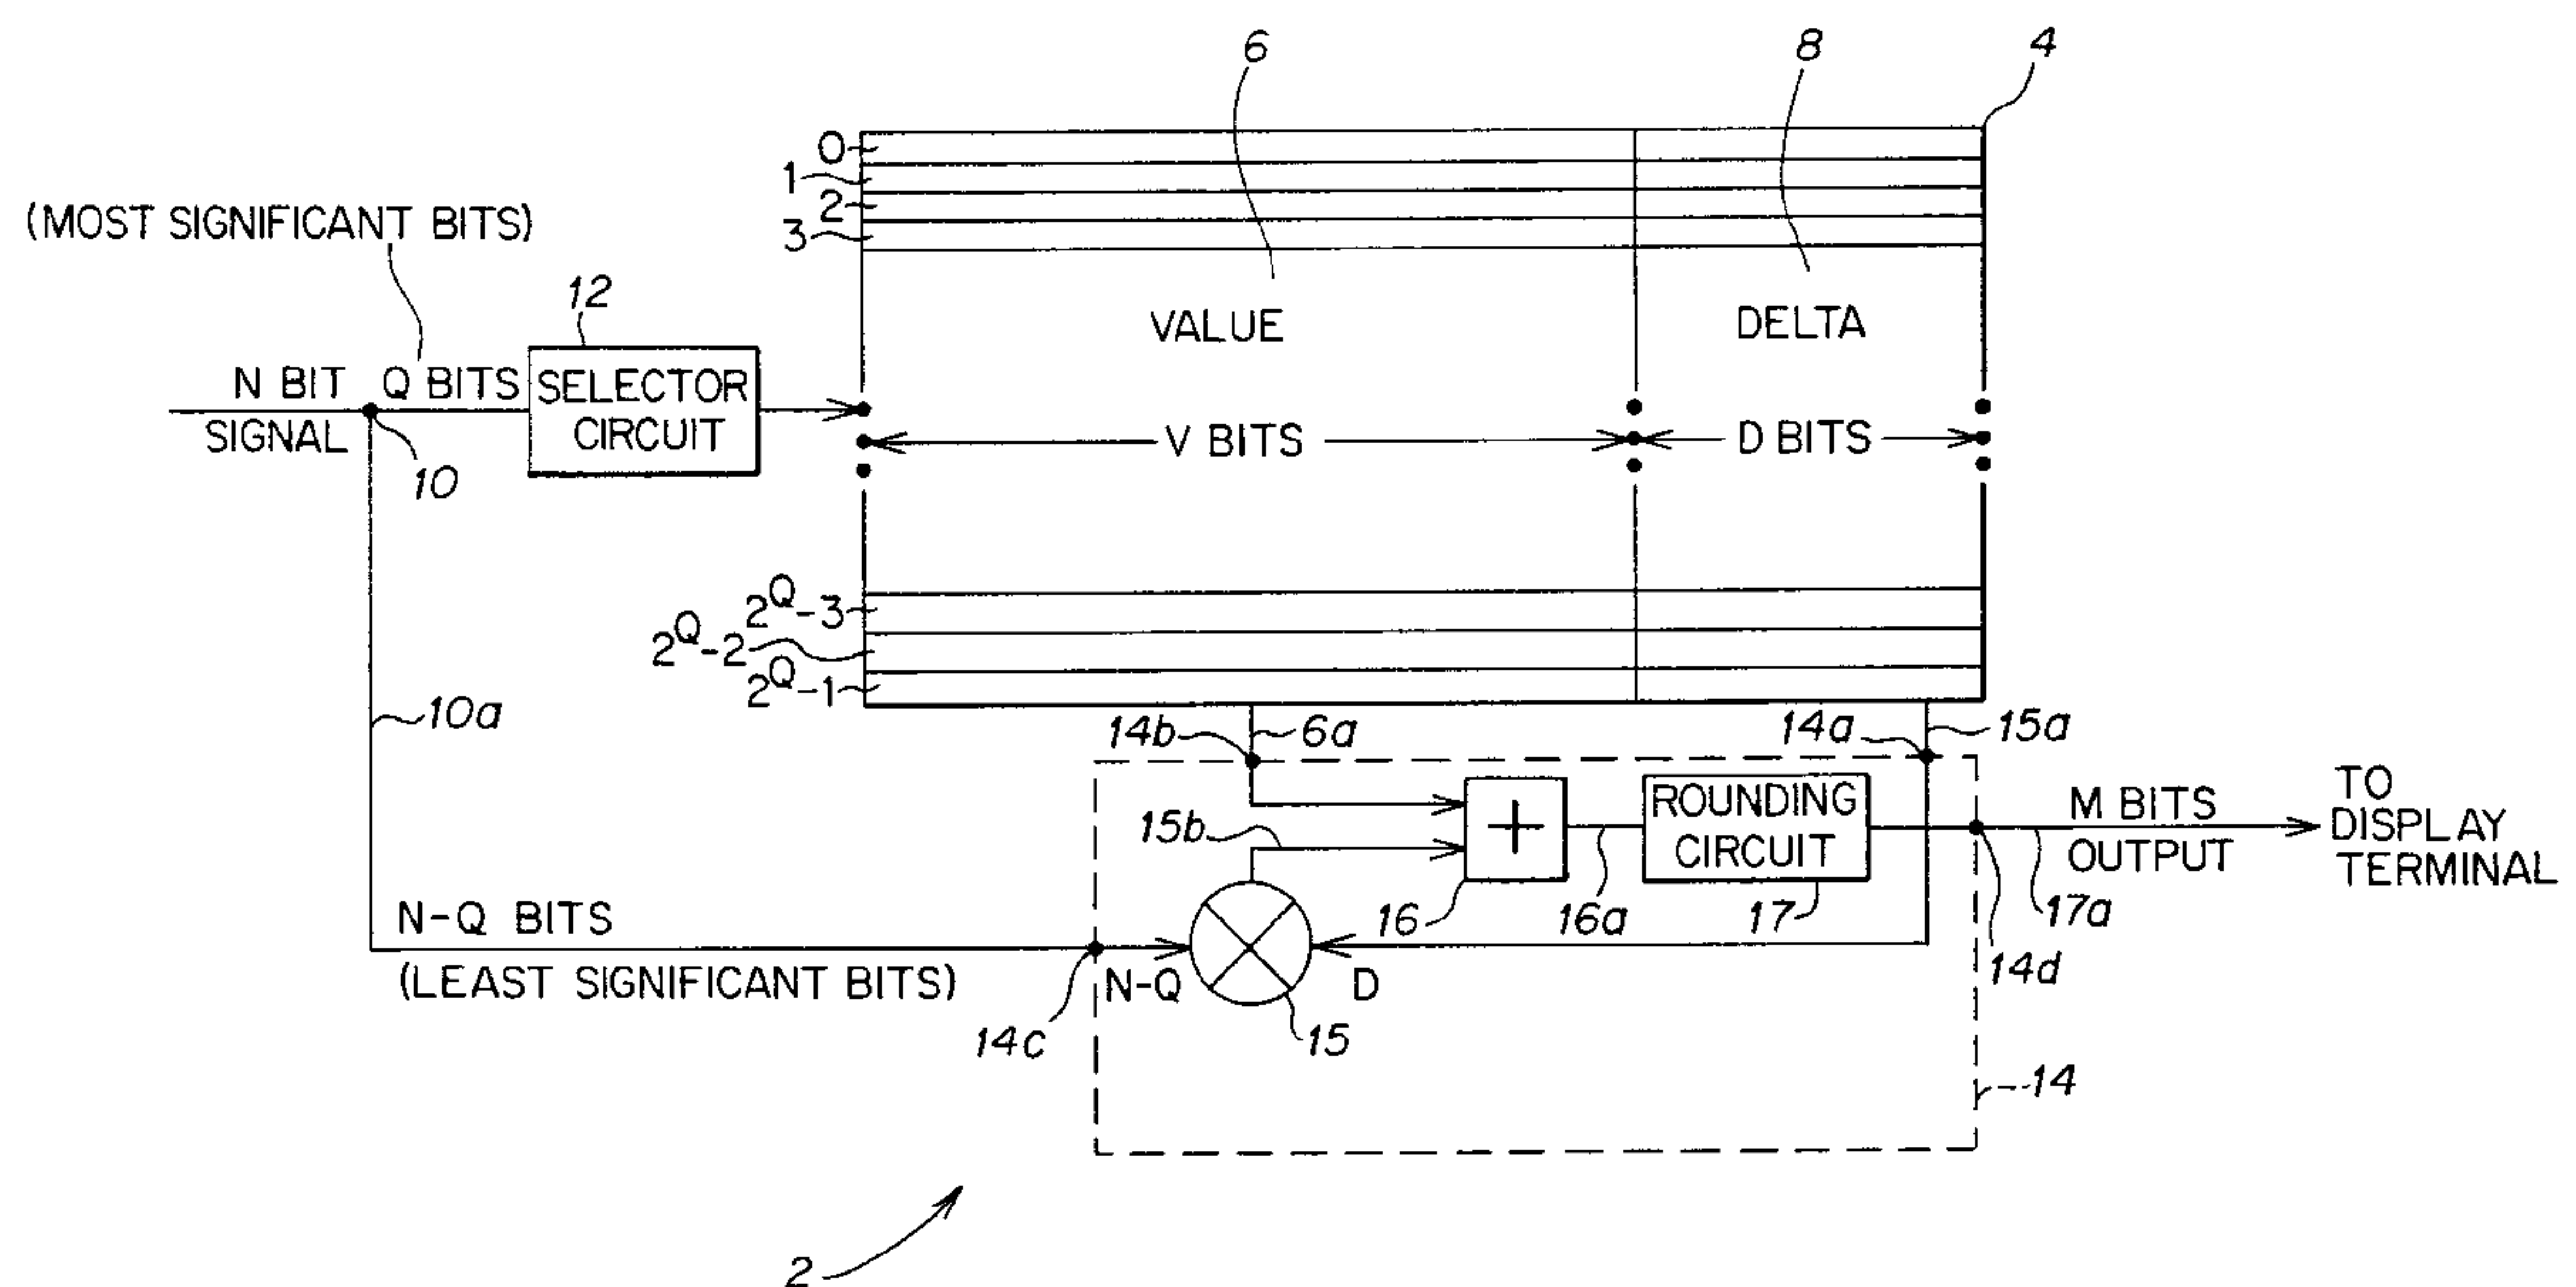 6
8
4
0
1
2
3
(MOST SIGNIFICANT BITS)
12
VALUE
DELTA
N BIT
SIGNAL
Q BITS
SELECTOR
CIRCUIT
10
V BITS
D BITS
2^Q-3
2^Q-2
2^Q-1
10a
14b
6a
14a
15a
15b
+
ROUNDING
CIRCUIT
M BITS
OUTPUT
TO
DISPLAY
TERMINAL
16
16a
17
17a
N-Q BITS
(LEAST SIGNIFICANT BITS)
14c
N-Q
D
15
14d
14
2